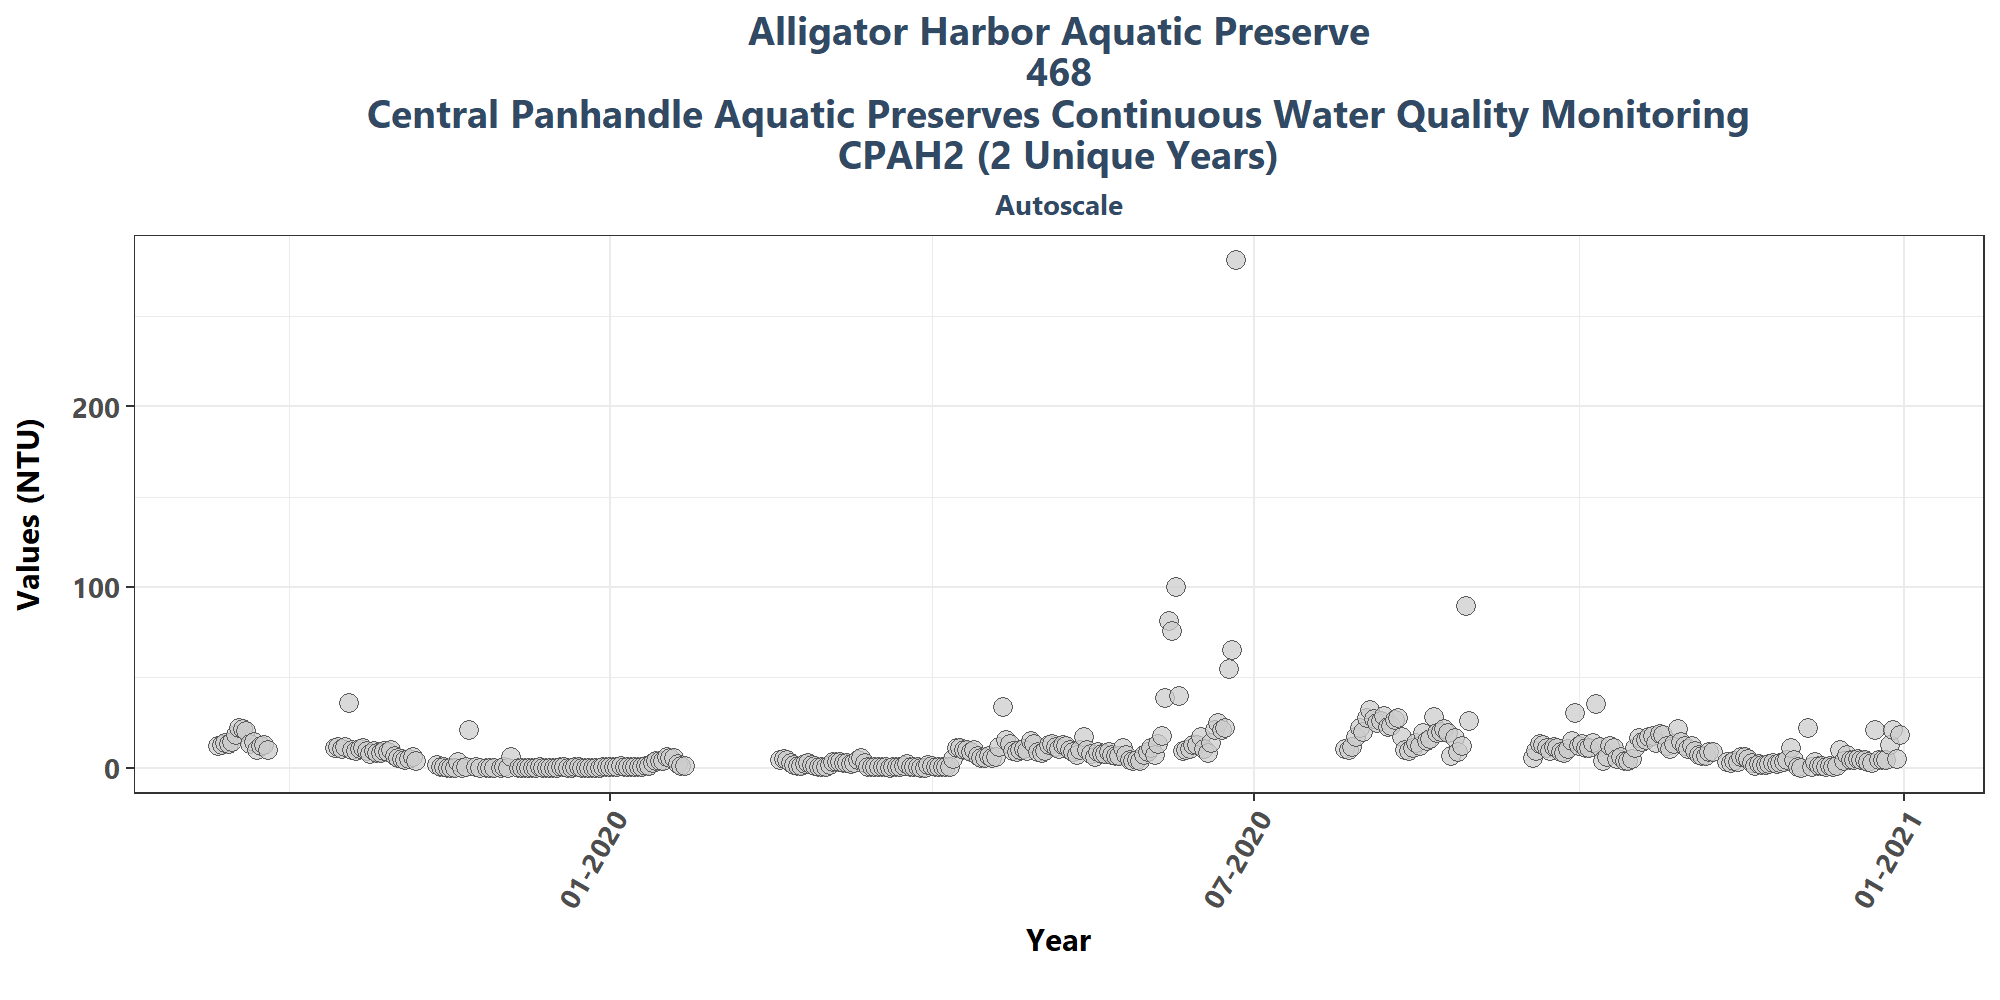 Alligator Harbor Aquatic Preserve
468
Central Panhandle Aquatic Preserves Continuous Water Quality Monitoring
CPAH2 (2 Unique Years)
Autoscale
Values (NTU)
200
100
0
01-2020
07-2020
01-2021
Year